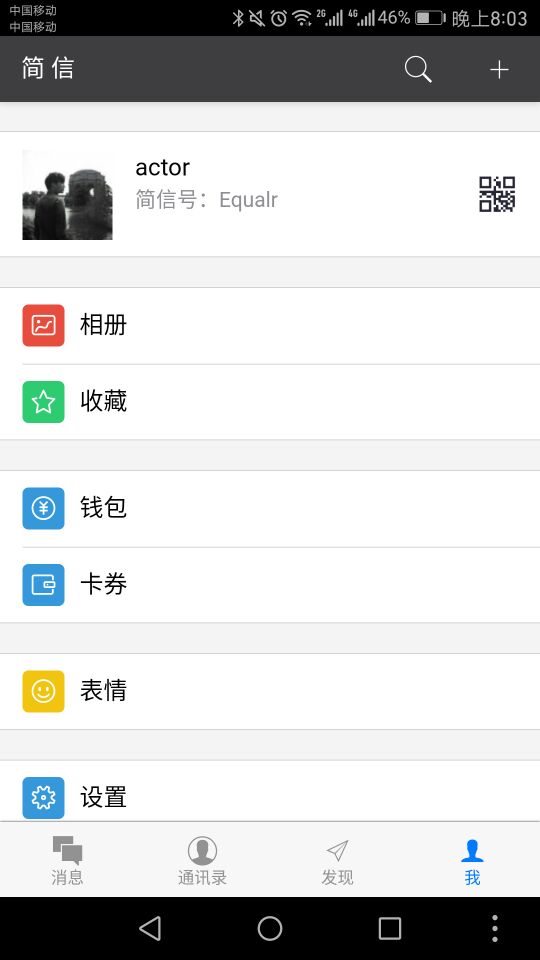 中国移动
中国移动
2G 4G 46% 晚上8:03
简信
actor
简信号：Equalr
相册
收藏
钱包
卡券
表情
设置
消息 通讯录 发现 我